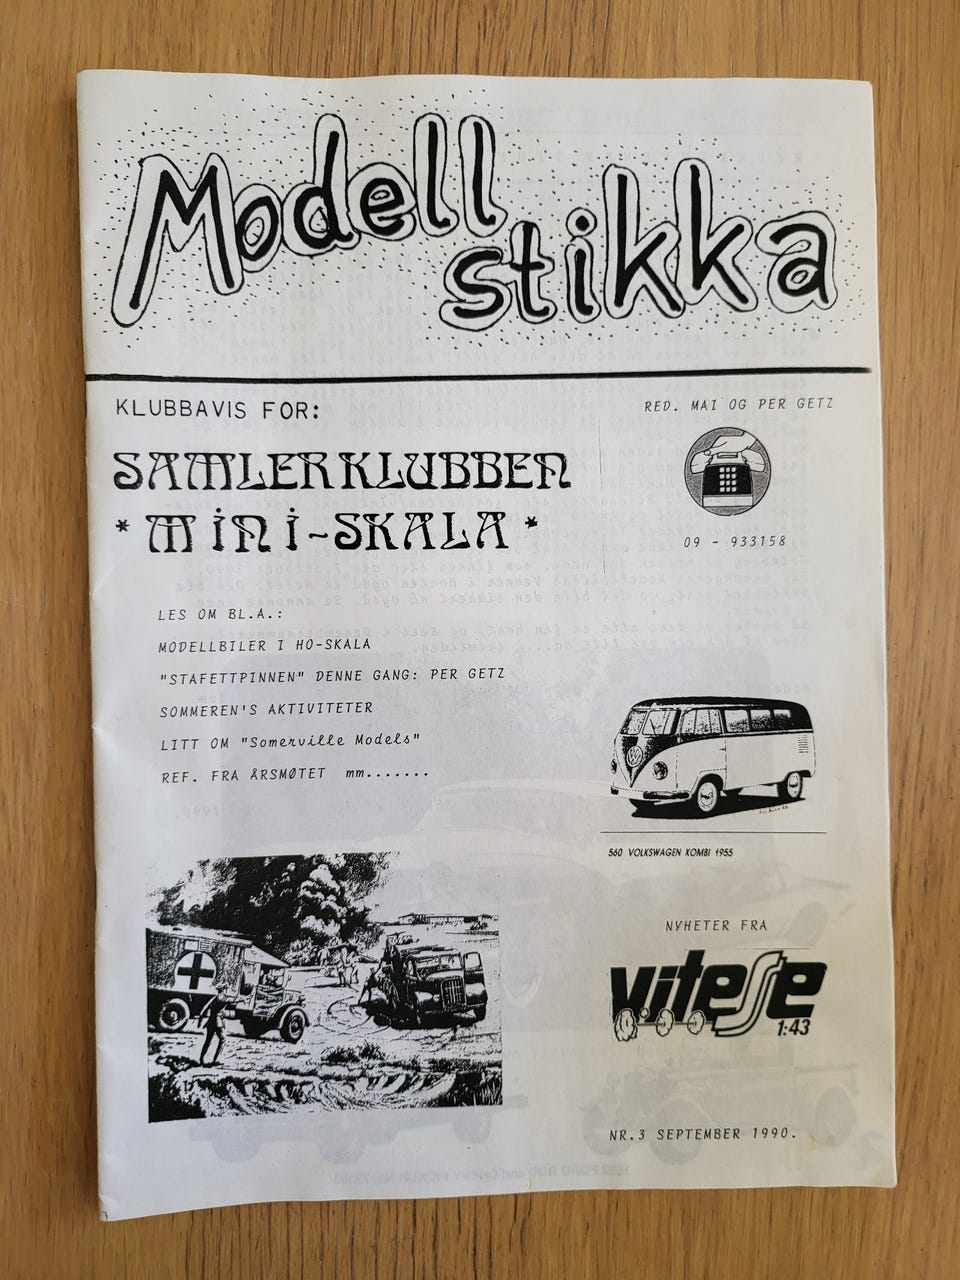 Modell
stikka
KLUBBAVIS FOR:
RED. MAI OG PER GETZ
SAMLERKLUBBEN
* MINI-SKALA *
09 - 933158
LES OM BL.A.:
MODELLBILER I HO-SKALA
"STAFETTPINNEN" DENNE GANG: PER GETZ
SOMMEREN'S AKTIVITETER
LITT OM "Somerville Models"
REF. FRA ÅRSMØTET mm.......
560 VOLKSWAGEN KOMBI 1955
NYHETER FRA
vitesse
1:43
NR.3 SEPTEMBER 1990.